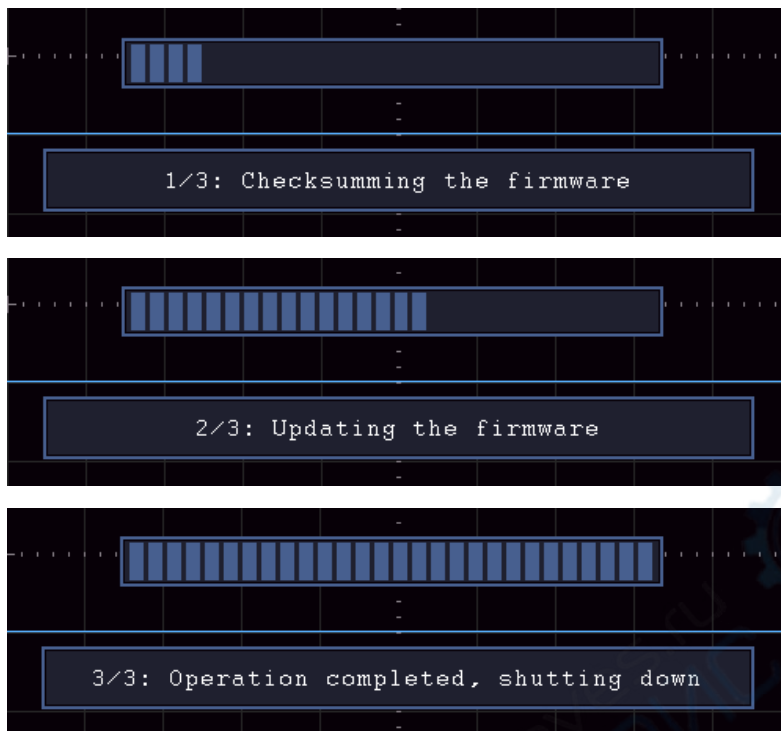 1/3: Checksumming the firmware
2/3: Updating the firmware
3/3: Operation completed, shutting down